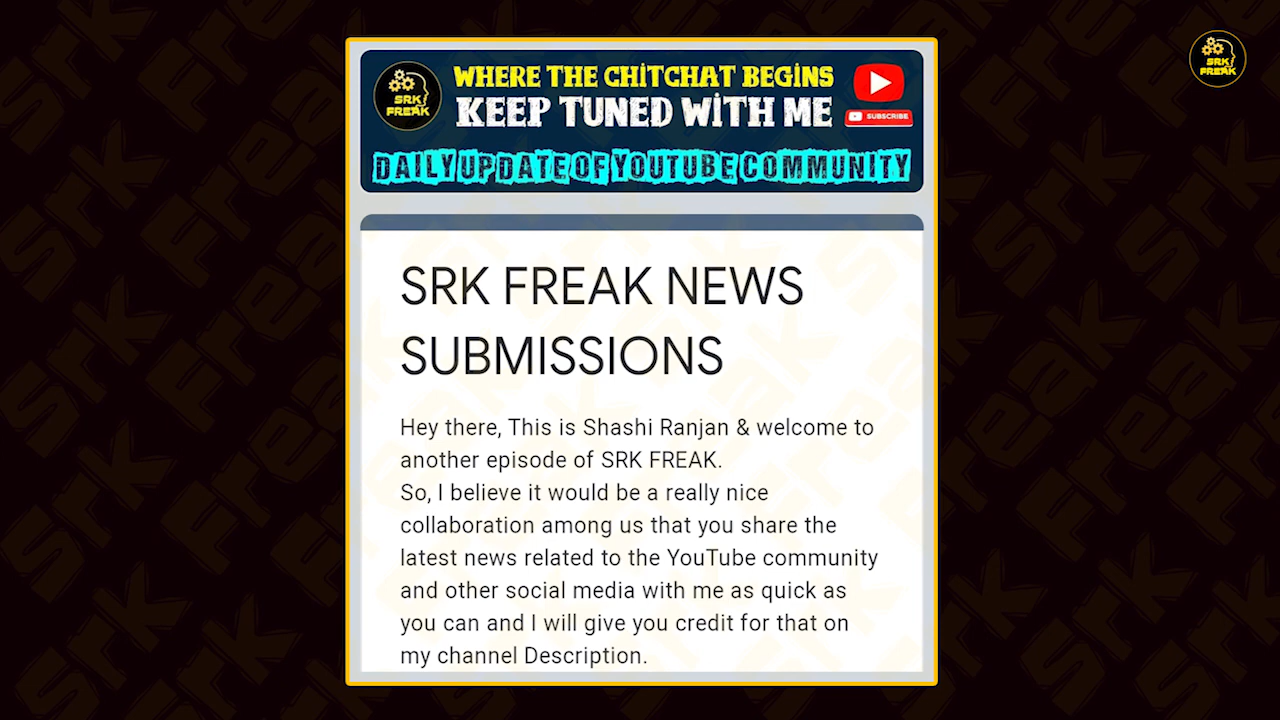 SRK
FREAK
WHERE THE CHITCHAT BEGINS
KEEP TUNED WITH ME
SUBSCRIBE
DAILY UPDATE OF YOUTUBE COMMUNITY
SRK
FREAK
SRK FREAK NEWS
SUBMISSIONS
Hey there, This is Shashi Ranjan & welcome to
another episode of SRK FREAK.
So, I believe it would be a really nice
collaboration among us that you share the
latest news related to the YouTube community
and other social media with me as quick as
you can and I will give you credit for that on
my channel Description.